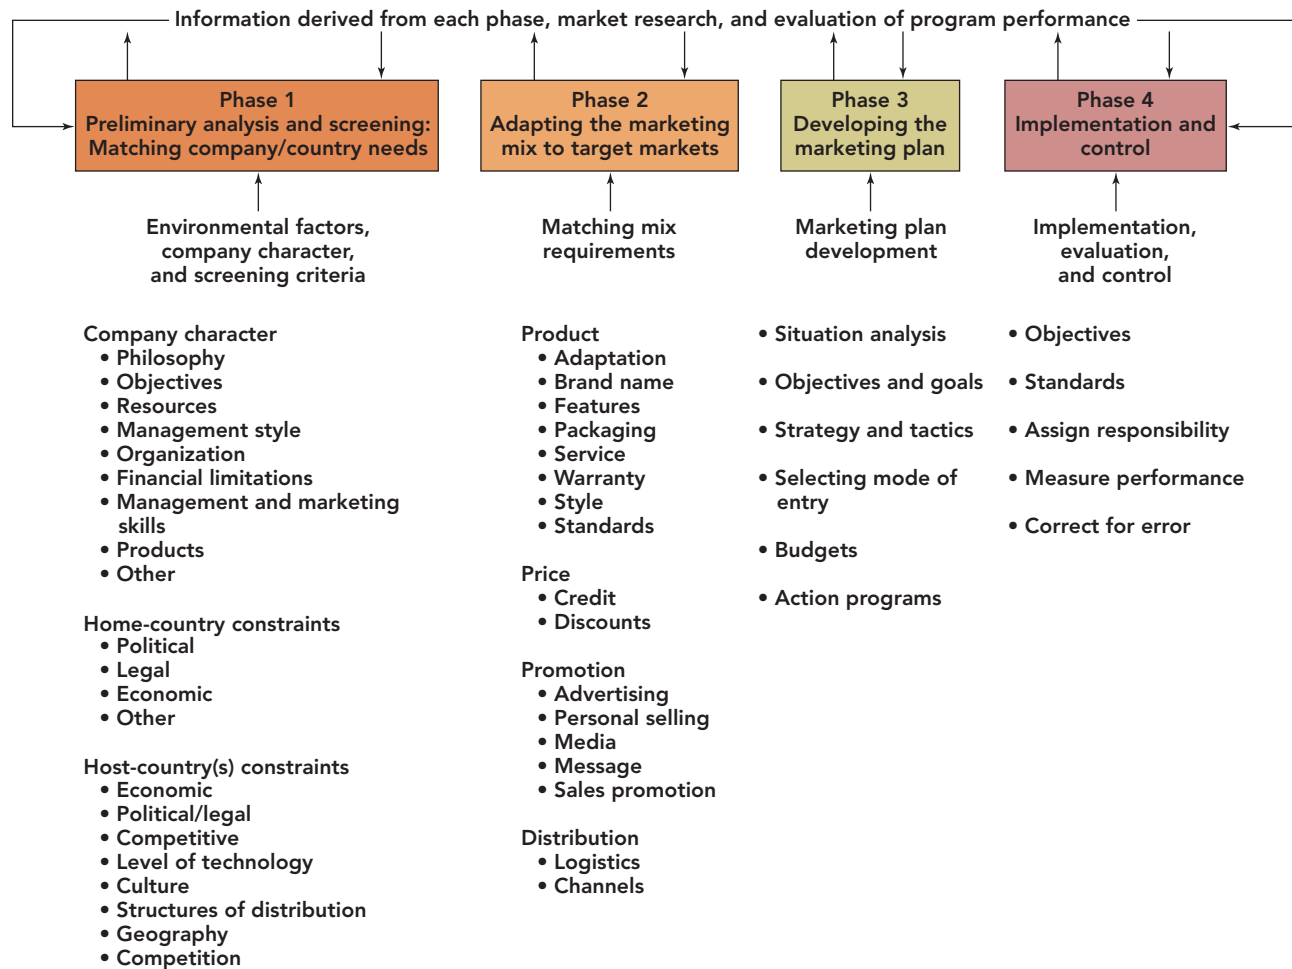 Information derived from each phase, market research, and evaluation of program performance
Phase 1
Preliminary analysis and screening:
Matching company/country needs
Phase 2
Adapting the marketing
mix to target markets
Phase 3
Developing the
marketing plan
Phase 4
Implementation and
control
Environmental factors,
company character,
and screening criteria
Matching mix
requirements
Marketing plan
development
Implementation,
evaluation,
and control
Company character
• Philosophy
• Objectives
• Resources
• Management style
• Organization
• Financial limitations
• Management and marketing
skills
• Products
• Other
Home-country constraints
• Political
• Legal
• Economic
• Other
Host-country(s) constraints
• Economic
• Political/legal
• Competitive
• Level of technology
• Culture
• Structures of distribution
• Geography
• Competition
Product
• Adaptation
• Brand name
• Features
• Packaging
• Service
• Warranty
• Style
• Standards
Price
• Credit
• Discounts
Promotion
• Advertising
• Personal selling
• Media
• Message
• Sales promotion
Distribution
• Logistics
• Channels
• Situation analysis
• Objectives and goals
• Strategy and tactics
• Selecting mode of
entry
• Budgets
• Action programs
• Objectives
• Standards
• Assign responsibility
• Measure performance
• Correct for error